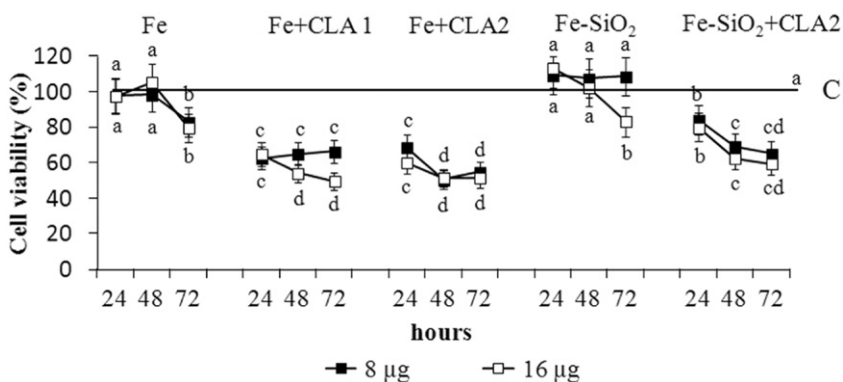 Fe Fe+CLA 1 Fe+CLA2 Fe-SiO₂ Fe-SiO₂+CLA2
Cell viability (%)
120
100
80
60
40
20
0
a a b c c c c d d a a a b c cd
a a b c d d d d d a a b b c cd
a C
24 48 72 24 48 72 24 48 72 24 48 72 24 48 72
hours
8 µg 16 µg